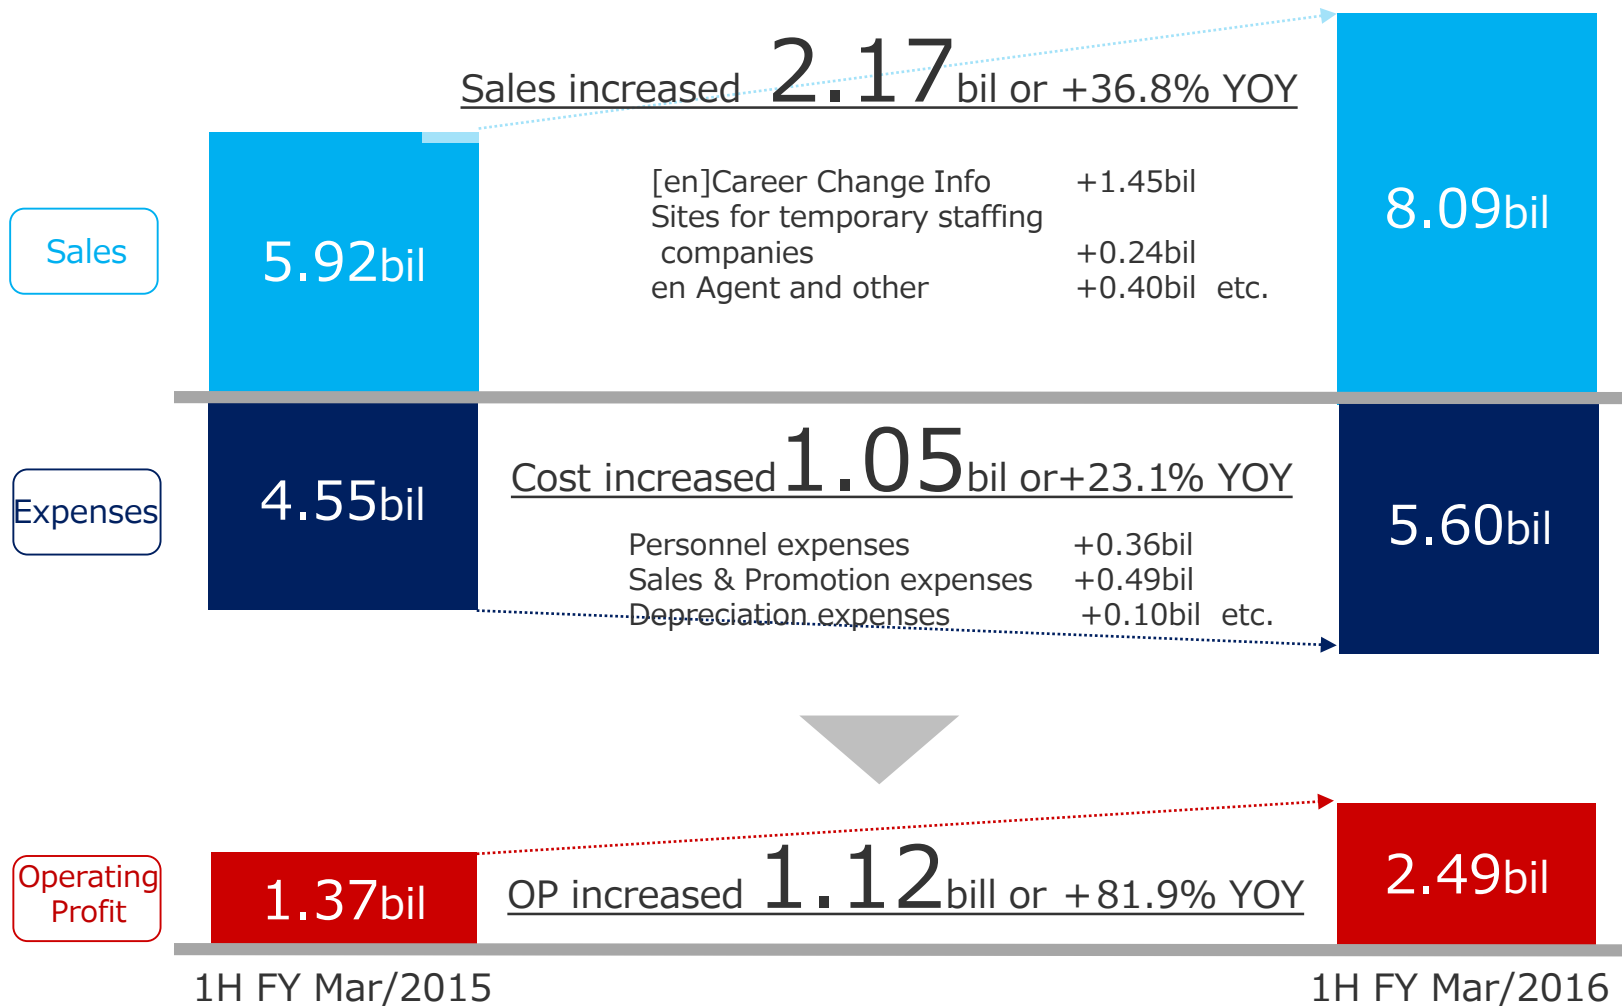 Sales increased 2.17 bil or +36.8% YOY
[en]Career Change Info +1.45bil
Sites for temporary staffing
companies +0.24bil
en Agent and other +0.40bil etc.
Sales
5.92bil
8.09bil
Expenses
4.55bil
Cost increased 1.05 bil or+23.1% YOY
5.60bil
Personnel expenses +0.36bil
Sales & Promotion expenses +0.49bil
Depreciation expenses +0.10bil etc.
Operating
Profit
1.37bil
OP increased 1.12 bill or +81.9% YOY
2.49bil
1H FY Mar/2015
1H FY Mar/2016